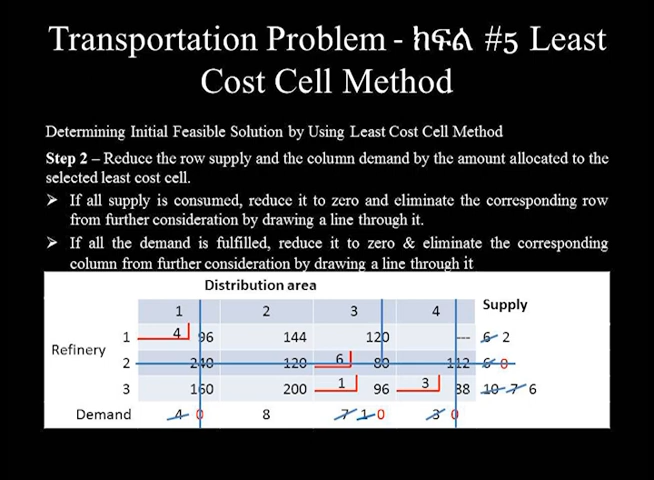 Transportation Problem - ክፍል #5 Least
Cost Cell Method
Determining Initial Feasible Solution by Using Least Cost Cell Method
Step 2 – Reduce the row supply and the column demand by the amount allocated to the
selected least cost cell.
➢ If all supply is consumed, reduce it to zero and eliminate the corresponding row
from further consideration by drawing a line through it.
➢ If all the demand is fulfilled, reduce it to zero & eliminate the corresponding
column from further consideration by drawing a line through it
Distribution area
1 2 3 4 Supply
1 4 96 144 120 --- 6 2
Refinery
2 240 120 6 80 112 6 0
3 160 200 1 96 3 88 10 7 6
Demand 4 0 8 7 1 0 3 0